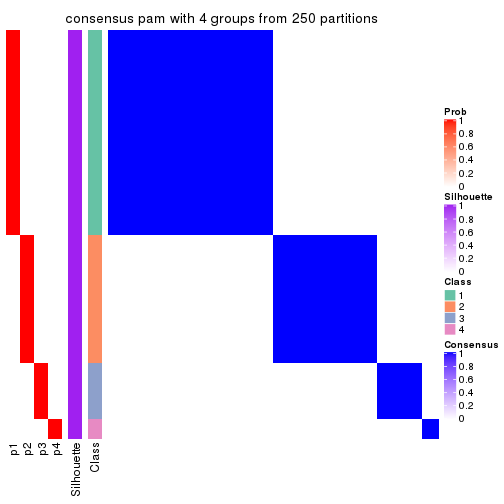 consensus pam with 4 groups from 250 partitions
Prob
1
0.8
0.6
0.4
0.2
0
Silhouette
1
0.8
0.6
0.4
0.2
0
Class
1
2
3
4
Consensus
1
0.8
0.6
0.4
0.2
0
p1
p2
p3
p4
Silhouette
Class